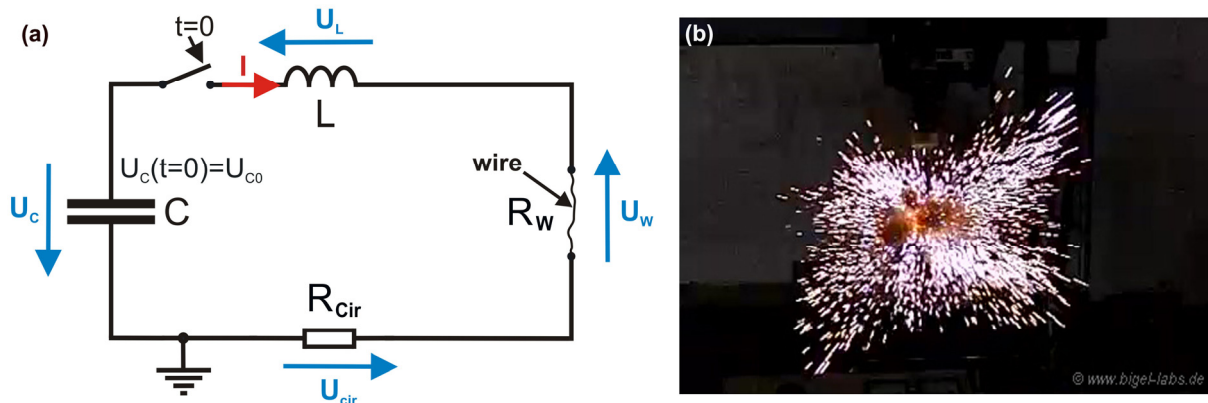 (a)
t=0
U_L
I
L
U_C(t=0)=U_C0
U_C
C
wire
R_W
U_W
R_Cir
U_cir
(b)
© www.bigel-labs.de